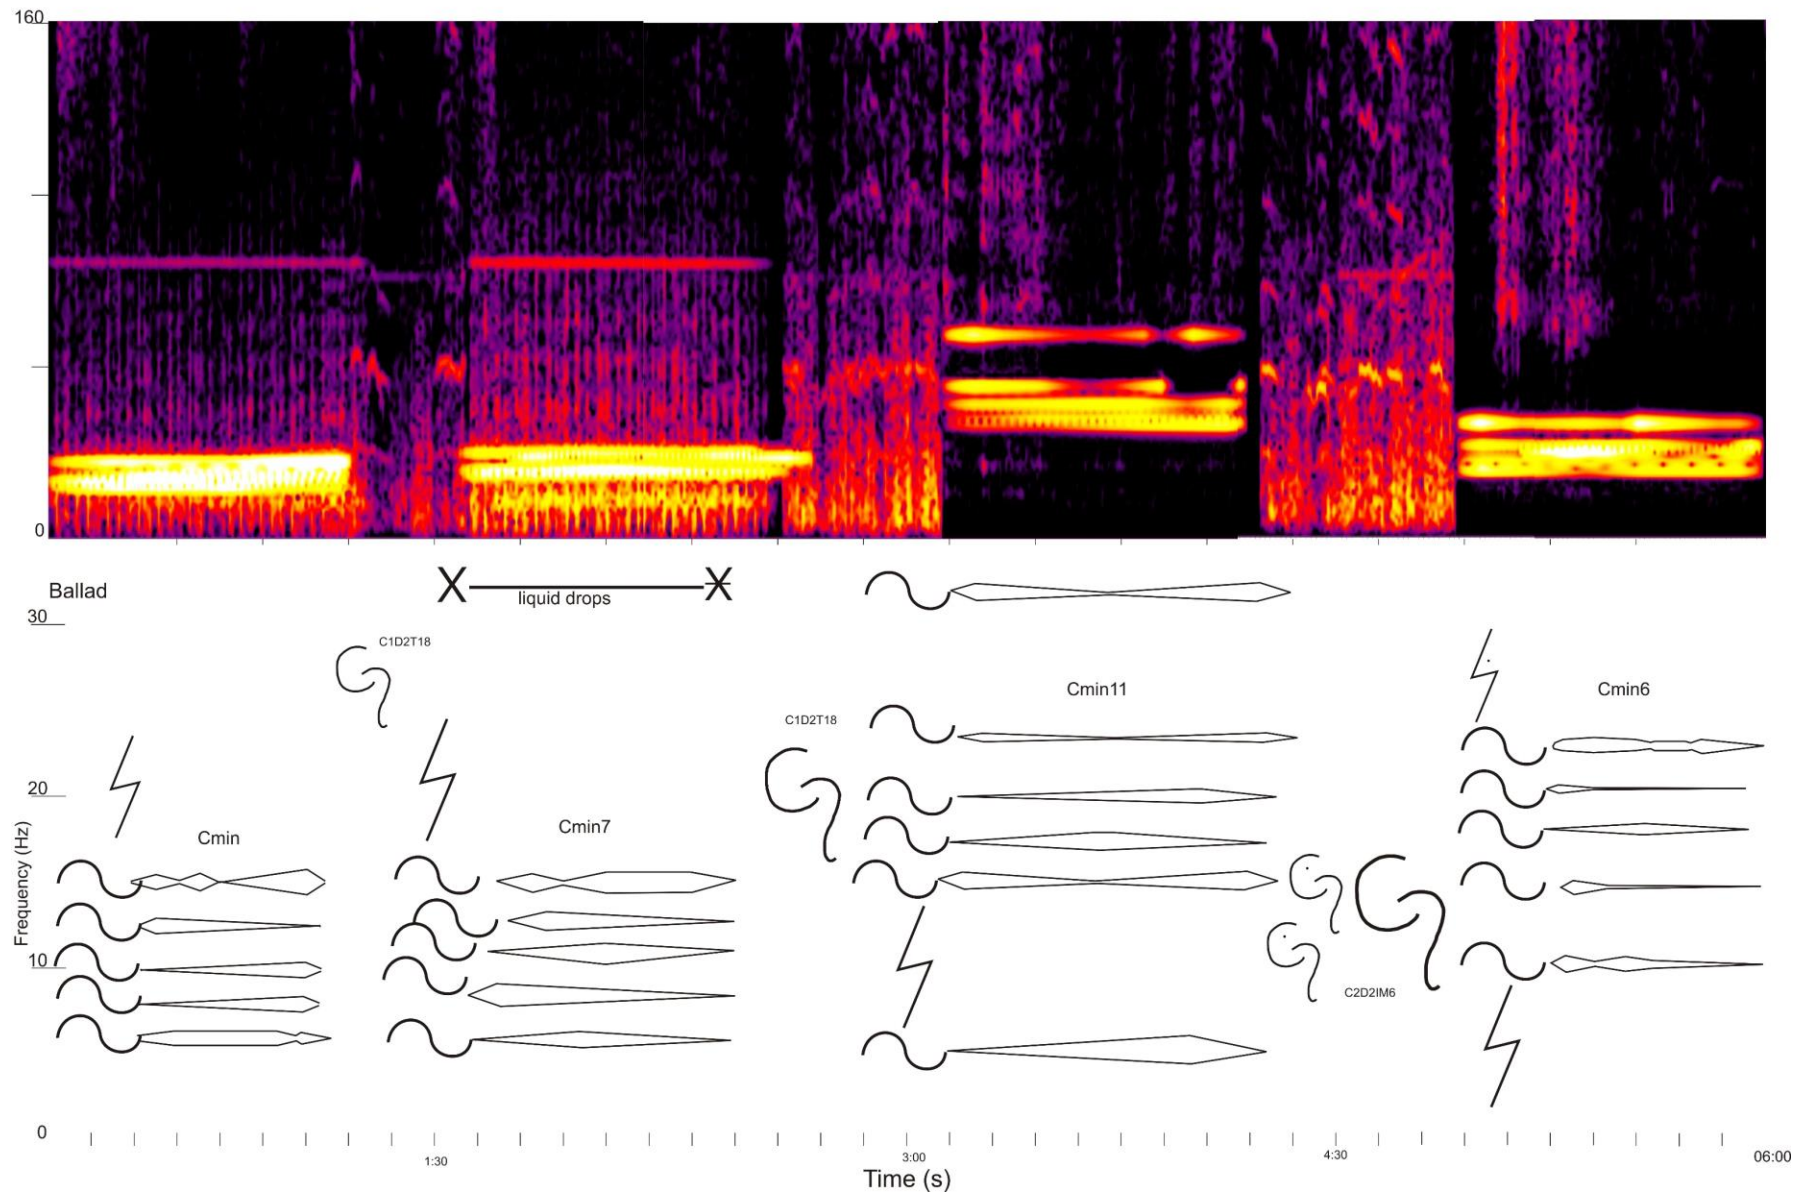 160
0
Ballad
liquid drops
30
C1D2T18
Cmin11
Cmin6
C1D2T18
20
Cmin7
Cmin
Frequency (Hz)
10
C2D2IM6
0
1:30
3:00
4:30
06:00
Time (s)